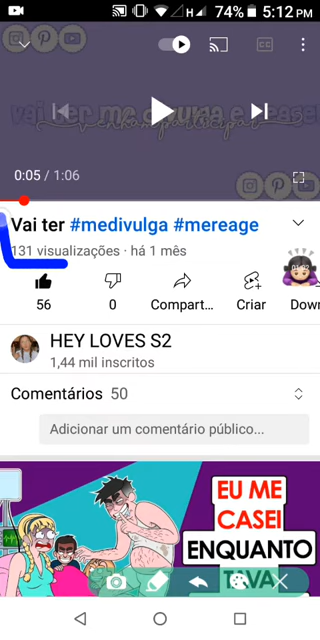 74% 5:12 PM
0:05 / 1:06
Vai ter #medivulga #mereage
131 visualizações · há 1 mês
56
0
Compart...
Criar
Down
HEY LOVES S2
1,44 mil inscritos
Comentários 50
Adicionar um comentário público...
EU ME
CASEI
ENQUANTO
TAVA